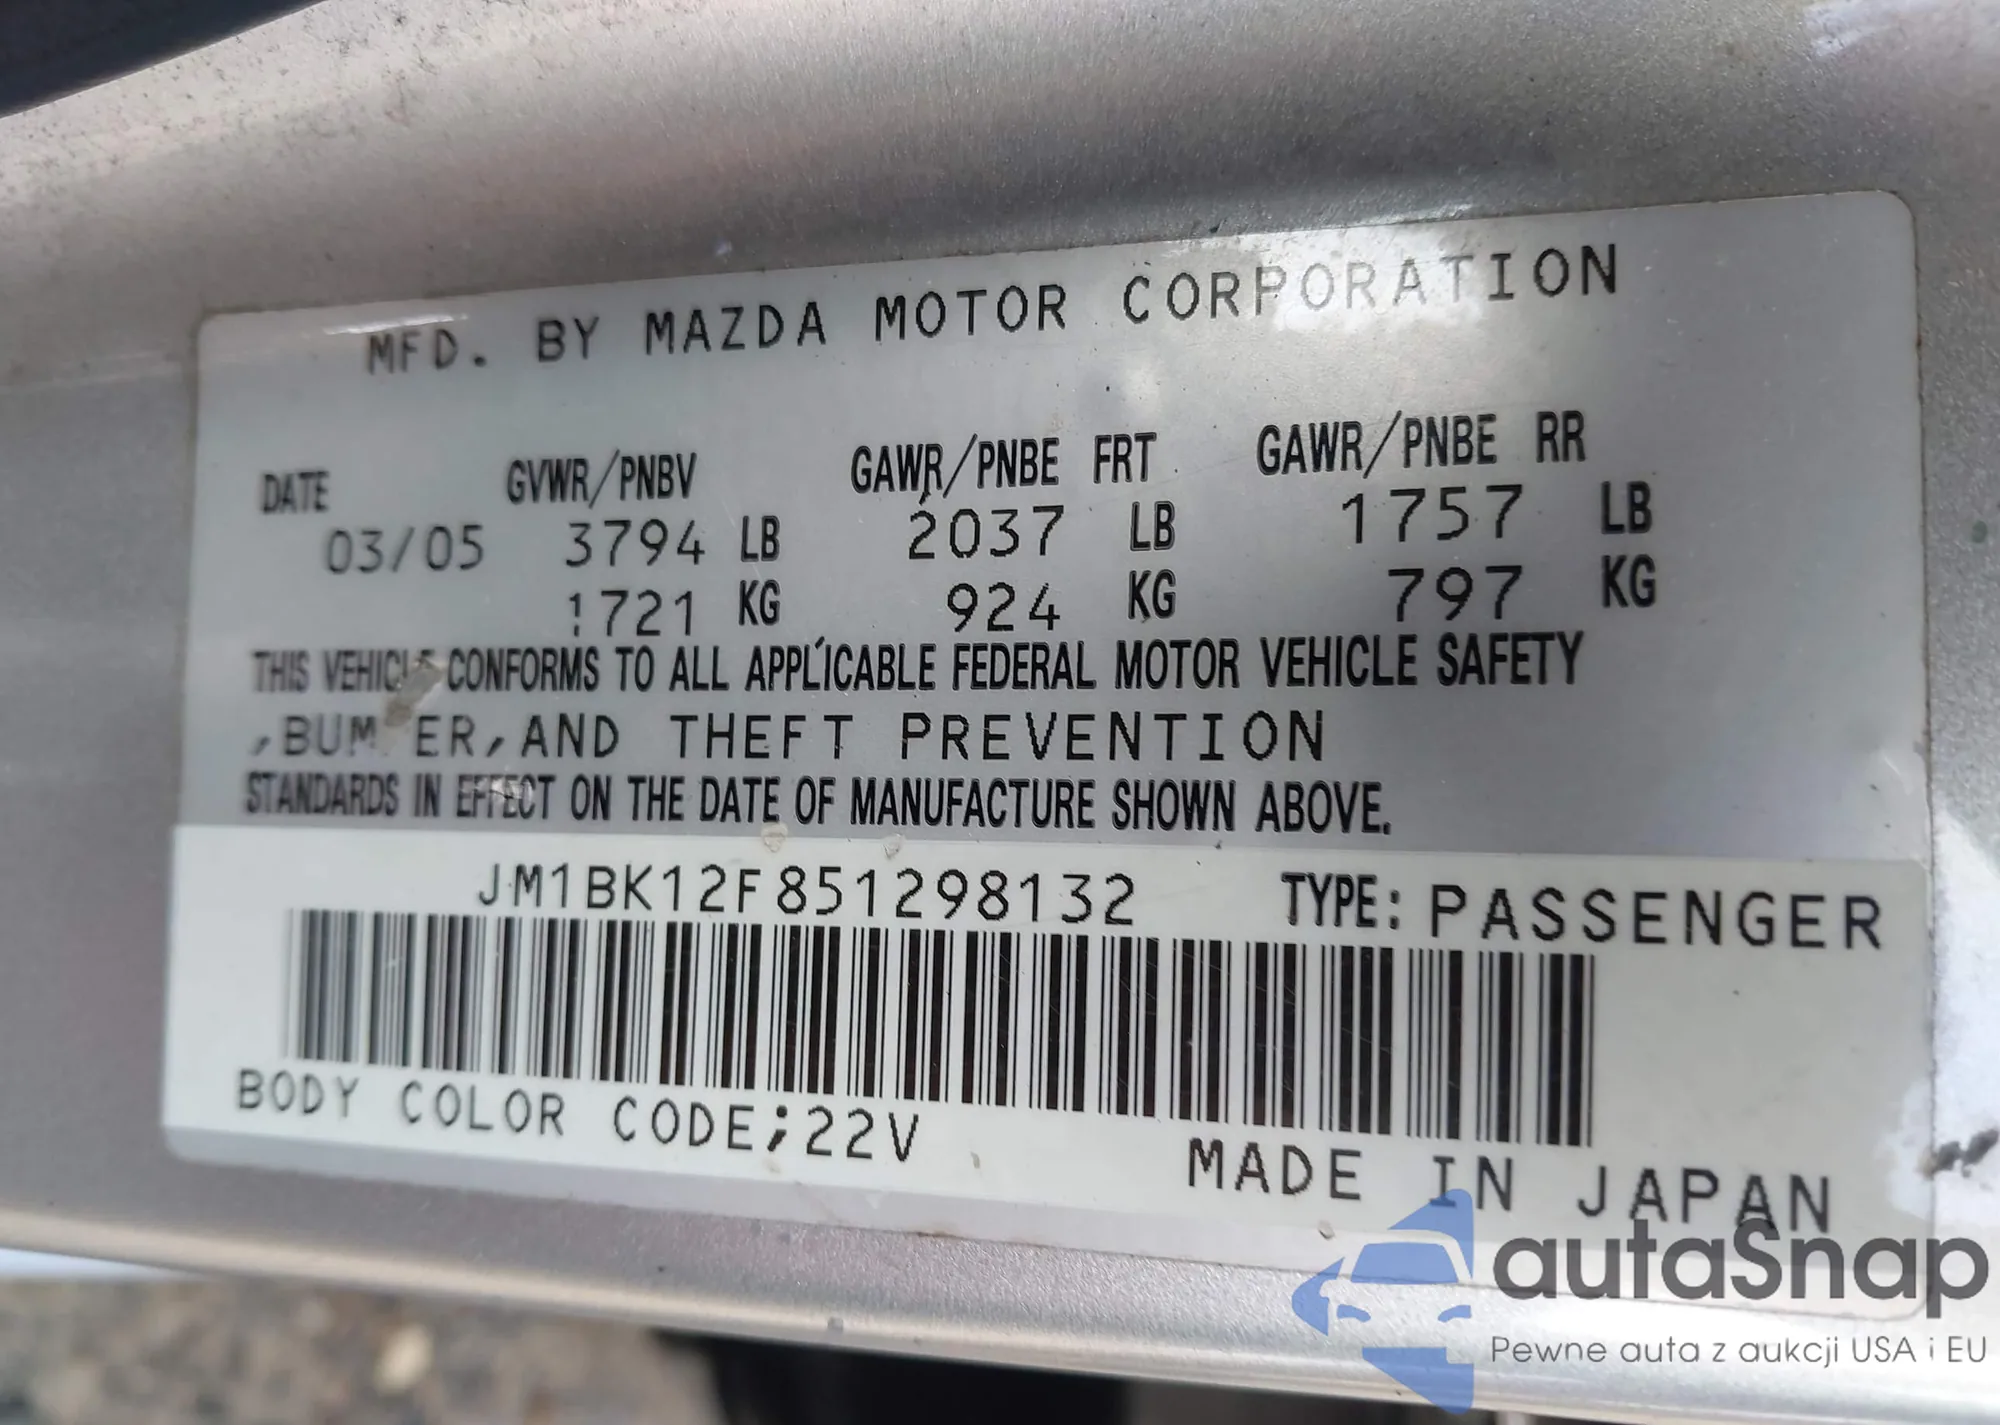 MFD. BY MAZDA MOTOR CORPORATION
DATE GVWR/PNBV GAWR/PNBE FRT GAWR/PNBE RR
03/05 3794 LB 2037 LB 1757 LB
1721 KG 924 KG 797 KG
THIS VEHICLE CONFORMS TO ALL APPLICABLE FEDERAL MOTOR VEHICLE SAFETY
,BUMPER,AND THEFT PREVENTION
STANDARDS IN EFFECT ON THE DATE OF MANUFACTURE SHOWN ABOVE.
JM1BK12F851298132 TYPE: PASSENGER
BODY COLOR CODE;22V
MADE IN JAPAN
autaSnap
Pewne auta z aukcji USA i EU